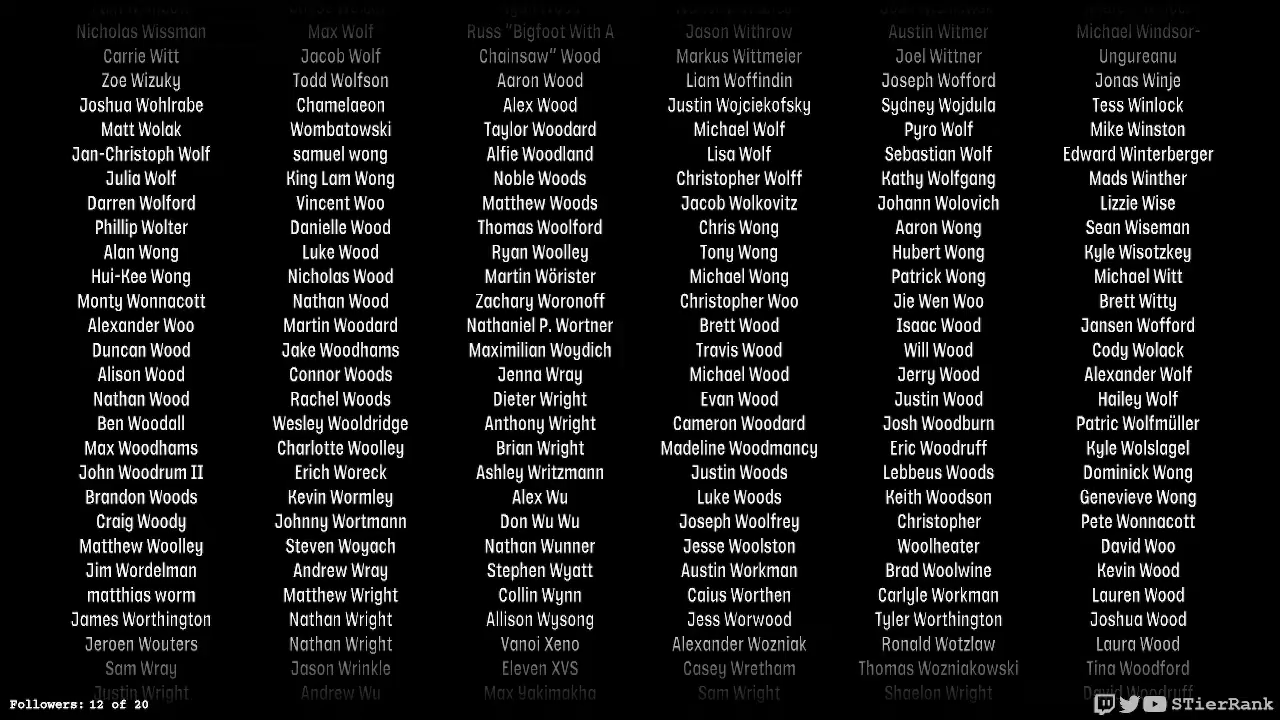 Nicholas Wissman
Carrie Witt
Zoe Wizuky
Joshua Wohlrabe
Matt Wolak
Jan-Christoph Wolf
Julia Wolf
Darren Wolford
Phillip Wolter
Alan Wong
Hui-Kee Wong
Monty Wonnacott
Alexander Woo
Duncan Wood
Alison Wood
Nathan Wood
Ben Woodall
Max Woodhams
John Woodrum II
Brandon Woods
Craig Woody
Matthew Woolley
Jim Wordelman
matthias worm
James Worthington
Jeroen Wouters
Sam Wray
Justin Wright
Max Wolf
Jacob Wolf
Todd Wolfson
Chamelaeon
Wombatowski
samuel wong
King Lam Wong
Vincent Woo
Danielle Wood
Luke Wood
Nicholas Wood
Nathan Wood
Martin Woodard
Jake Woodhams
Connor Woods
Rachel Woods
Wesley Wooldridge
Charlotte Woolley
Erich Woreck
Kevin Wormley
Johnny Wortmann
Steven Woyach
Andrew Wray
Matthew Wright
Nathan Wright
Nathan Wright
Jason Wrinkle
Andrew Wu
Russ "Bigfoot With A
Chainsaw" Wood
Aaron Wood
Alex Wood
Taylor Woodard
Alfie Woodland
Noble Woods
Matthew Woods
Thomas Woolford
Ryan Woolley
Martin Wörister
Zachary Woronoff
Nathaniel P. Wortner
Maximilian Woydich
Jenna Wray
Dieter Wright
Anthony Wright
Brian Wright
Ashley Writzmann
Alex Wu
Don Wu Wu
Nathan Wunner
Stephen Wyatt
Collin Wynn
Allison Wysong
Vanoi Xeno
Eleven XVS
Max Yakimakha
Jason Withrow
Markus Wittmeier
Liam Woffindin
Justin Wojciekofsky
Michael Wolf
Lisa Wolf
Christopher Wolff
Jacob Wolkovitz
Chris Wong
Tony Wong
Michael Wong
Christopher Woo
Brett Wood
Travis Wood
Michael Wood
Evan Wood
Cameron Woodard
Madeline Woodmancy
Justin Woods
Luke Woods
Joseph Woolfrey
Jesse Woolston
Austin Workman
Caius Worthen
Jess Worwood
Alexander Wozniak
Casey Wretham
Sam Wright
Austin Witmer
Joel Wittner
Joseph Wofford
Sydney Wojdula
Pyro Wolf
Sebastian Wolf
Kathy Wolfgang
Johann Wolovich
Aaron Wong
Hubert Wong
Patrick Wong
Jie Wen Woo
Isaac Wood
Will Wood
Jerry Wood
Justin Wood
Josh Woodburn
Eric Woodruff
Lebbeus Woods
Keith Woodson
Christopher
Woolheater
Brad Woolwine
Carlyle Workman
Tyler Worthington
Ronald Wotzlaw
Thomas Wozniakowski
Shaelon Wright
Michael Windsor-
Ungureanu
Jonas Winje
Tess Winlock
Mike Winston
Edward Winterberger
Mads Winther
Lizzie Wise
Sean Wiseman
Kyle Wisotzkey
Michael Witt
Brett Witty
Jansen Wofford
Cody Wolack
Alexander Wolf
Hailey Wolf
Patric Wolfmüller
Kyle Wolslagel
Dominick Wong
Genevieve Wong
Pete Wonnacott
David Woo
Kevin Wood
Lauren Wood
Joshua Wood
Laura Wood
Tina Woodford
David Woodruff
Followers: 12 of 20
STierRank